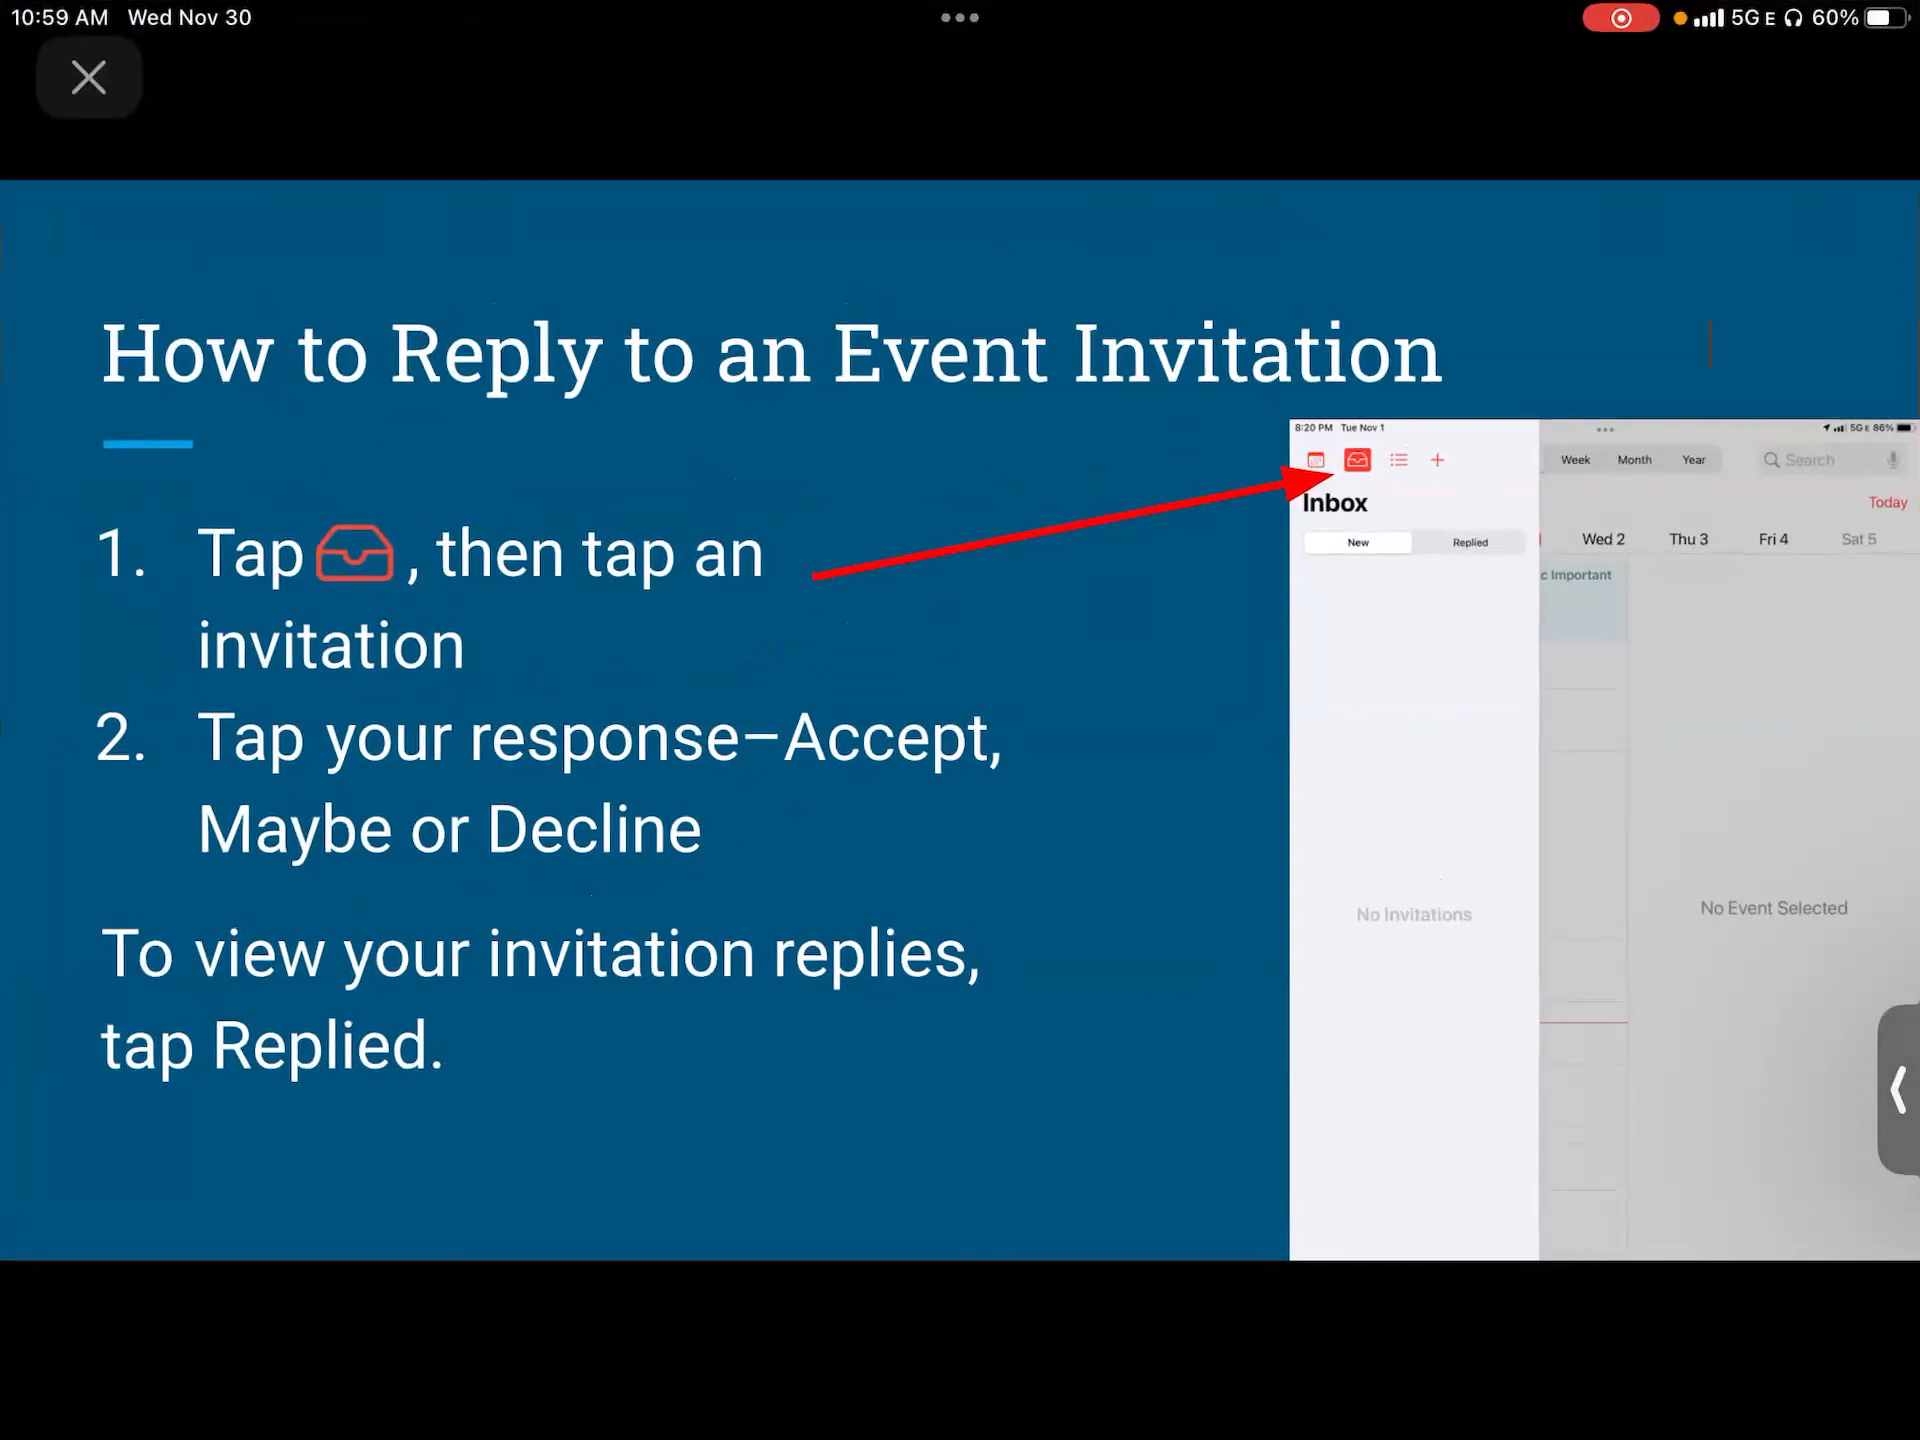 10:59 AM Wed Nov 30
5G E 60%
How to Reply to an Event Invitation
1. Tap , then tap an
invitation
2. Tap your response–Accept,
Maybe or Decline
To view your invitation replies,
tap Replied.
8:20 PM Tue Nov 1
5G E 86%
Week Month Year
Search
Inbox
Today
New Replied
Wed 2 Thu 3 Fri 4 Sat 5
c Important
No Invitations
No Event Selected